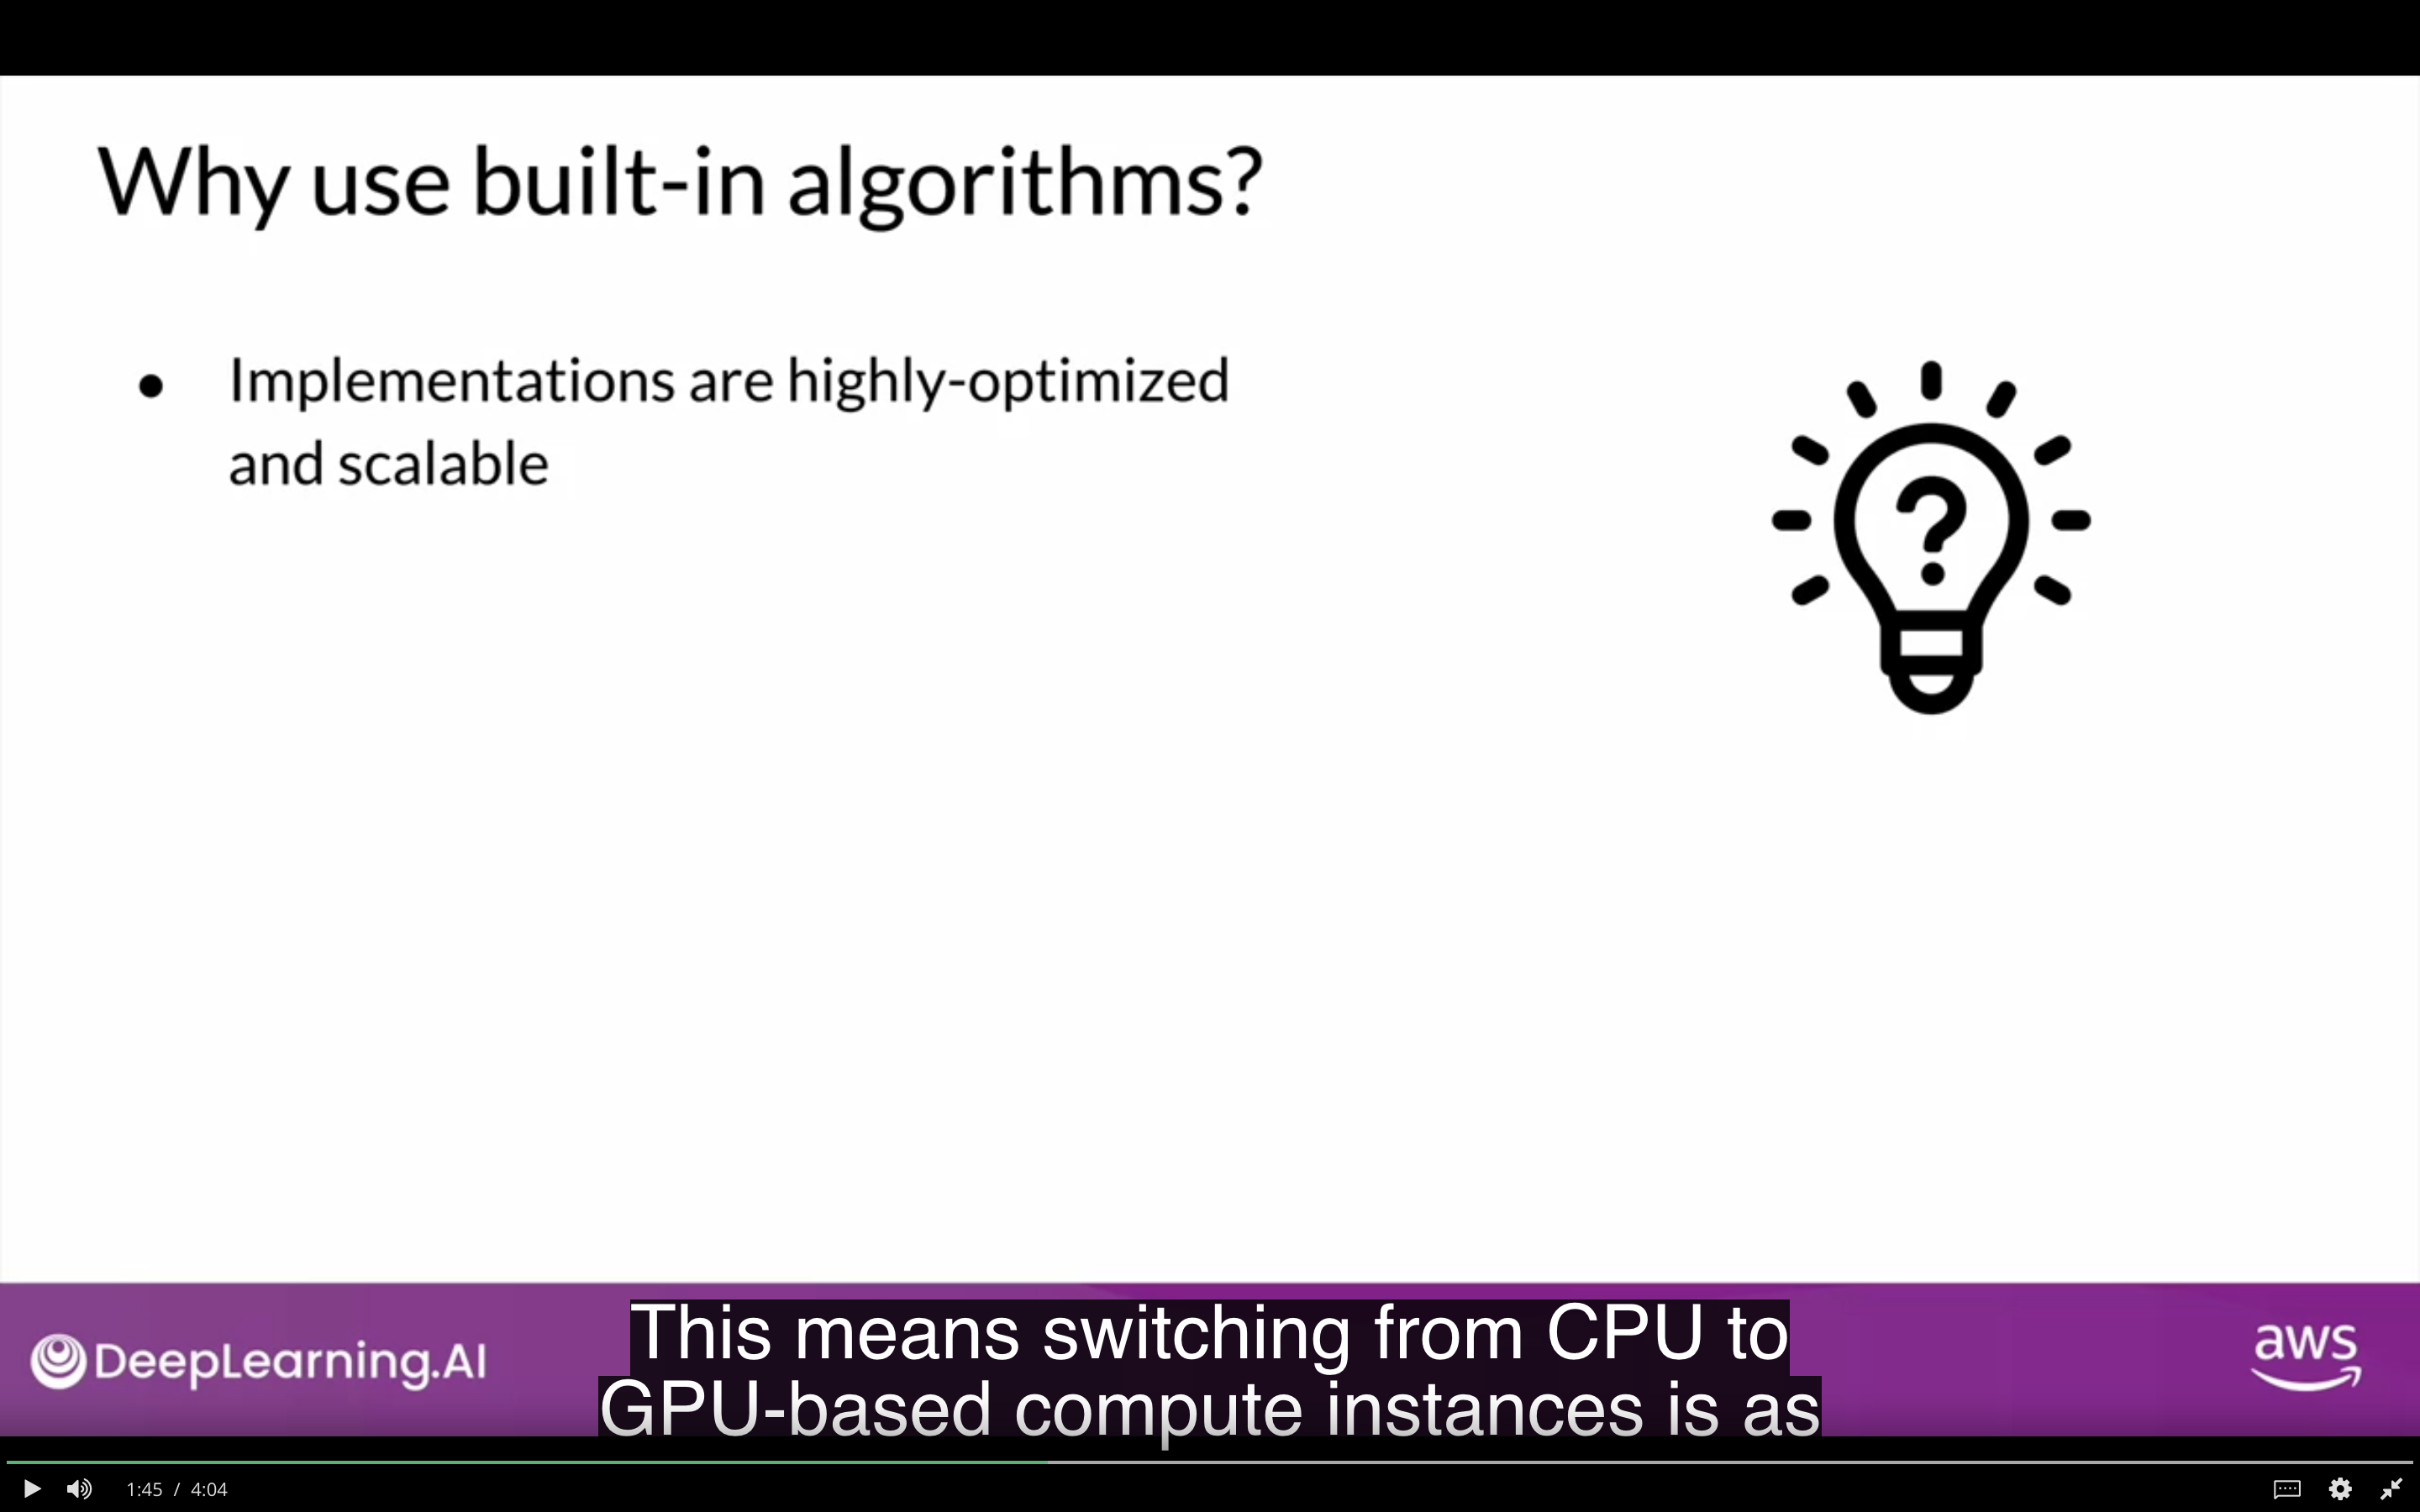 Why use built-in algorithms?
● Implementations are highly-optimized
and scalable
?
DeepLearning.AI
This means switching from CPU to
GPU-based compute instances is as
aws
1:45 / 4:04